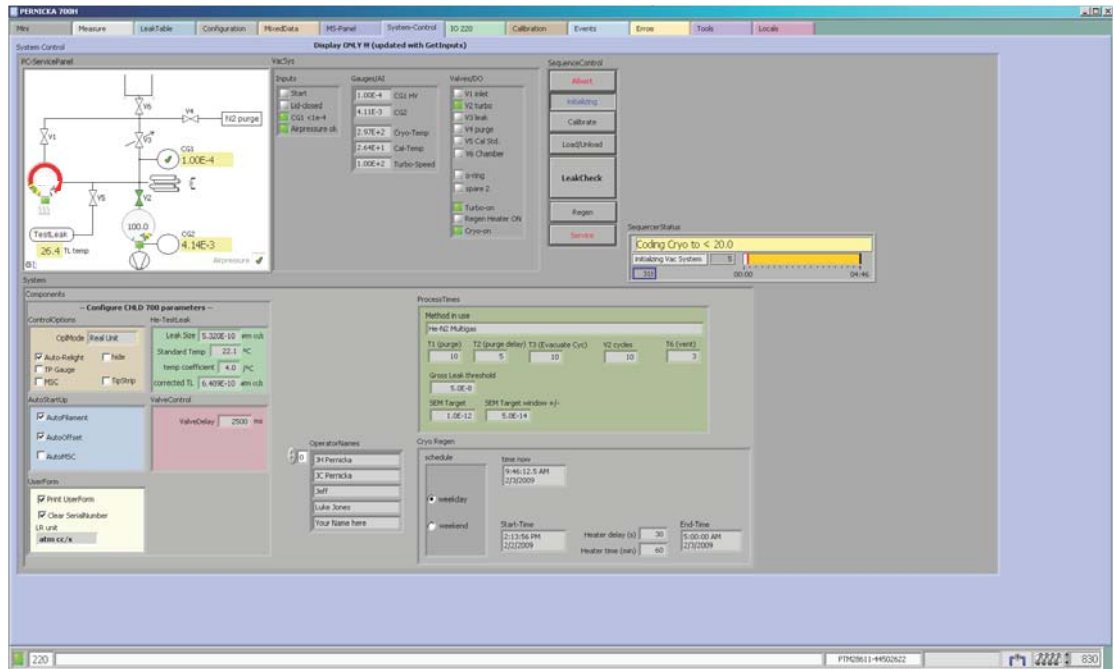 PERNICKA 700H
Mini Measure LeakTable Configuration MixedData MS-Panel System-Control IO 220 Calibration Events Error Tools Locals
System Control
Display ONLY !!! (updated with GetInputs)
PC-ServicePanel
V6
V4
N2 purge
V1
V3
CG1
1.00E-4
V5
V2
TestLeak
26.4 TL temp
100.0
CG2
4.14E-3
Airpressure
VacSys
Inputs
Start
Lid-closed
CG1 <1e-4
Airpressure ok
Gauges/AI
1.00E-4 CG1 HV
4.11E-3 CG2
2.97E+2 Cryo-Temp
2.64E+1 Cal-Temp
1.00E+2 Turbo-Speed
Valves/DO
V1 inlet
V2 turbo
V3 leak
V4 purge
V5 Cal Std.
V6 Chamber
o-ring
spare 2
Turbo-on
Regen Heater ON
Cryo-on
SequenceControl
Abort
Initializing
Calibrate
Load/Unload
LeakCheck
Regen
Service
SequencerStatus
Coding Cryo to < 20.0
initializing Vac System 5
310 00:00 04:46
System
Components
-- Configure CHLD 700 parameters --
ControlOptions
OpMode Real Unit
Auto-Relight hide
TP Gauge
MSC TipStrip
He-TestLeak
Leak Size 5.320E-10 atm cc/s
Standard Temp 22.1 ºC
temp coefficient 4.0 /ºC
corrected TL 6.489E-10 atm cc/s
AutoStartUp
AutoFilament
AutoOffset
AutoMSC
ValveControl
ValveDelay 2500 ms
UserForm
Print UserForm
Clear SerialNumber
LR unit
atm cc/s
OperatorNames
0
JH Pernicka
JC Pernicka
Jeff
Luke Jones
Your Name here
ProcessTimes
Method in use
He-N2 Multigas
T1 (purge) T2 (purge delay) T3 (Evacuate Cyc) V2 cycles T6 (vent)
10 5 10 10 3
Gross Leak threshold
5.0E-8
SEM Target SEM Target window +/-
1.0E-12 5.0E-14
Cryo Regen
schedule
weekday
weekend
time now
9:46:12.5 AM
2/3/2009
Start-Time
2:13:56 PM
2/2/2009
Heater delay (s) 30
Heater time (min) 60
End-Time
5:00:00 AM
2/3/2009
220
PTM28611-44502622
830